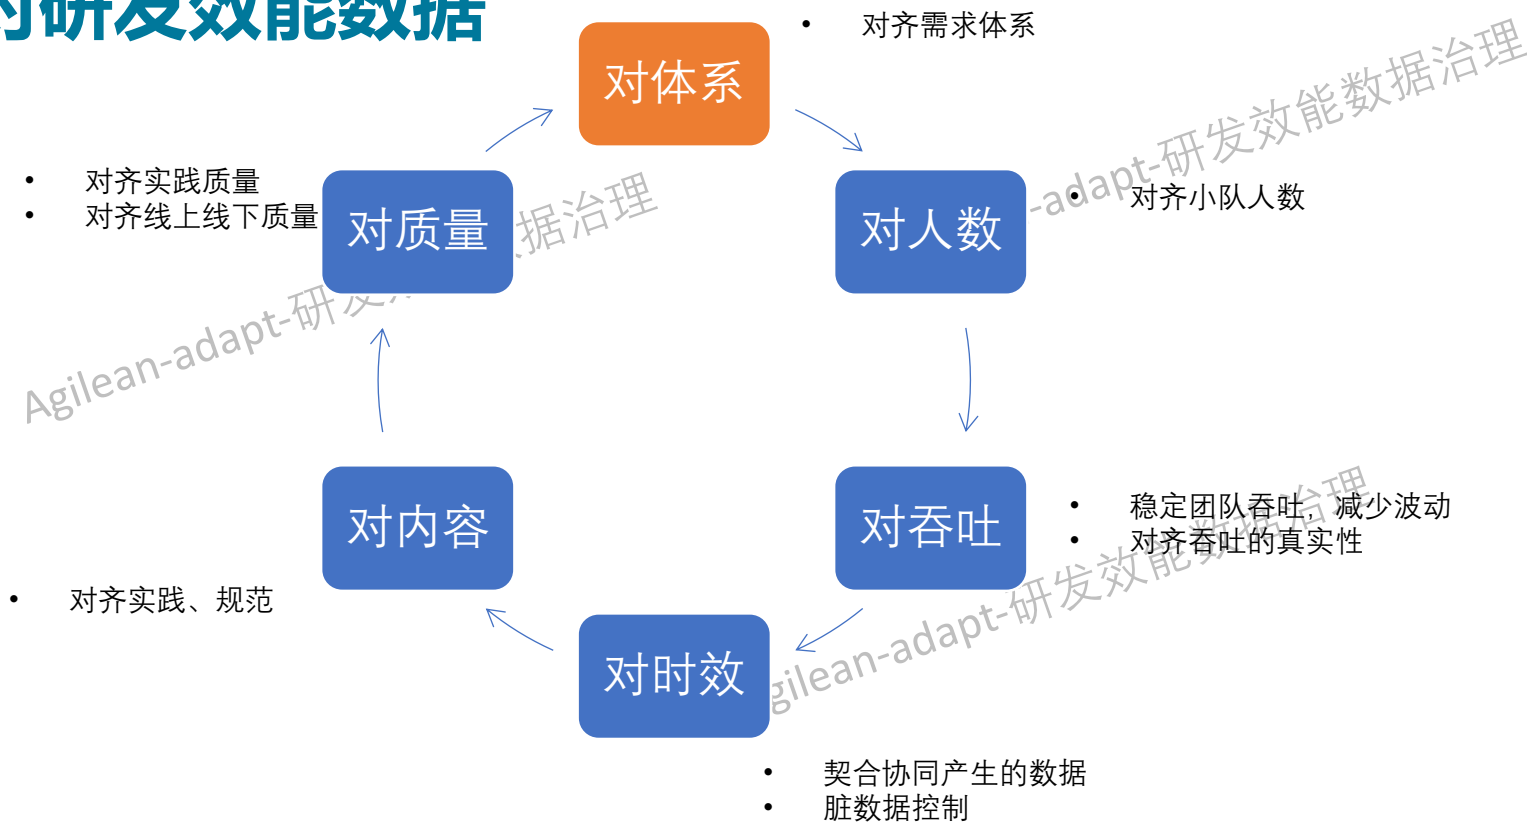 对研发效能数据
对体系
• 对齐需求体系
对人数
• 对齐小队人数
对吞吐
• 稳定团队吞吐，减少波动
• 对齐吞吐的真实性
对时效
• 契合协同产生的数据
• 脏数据控制
对内容
• 对齐实践、规范
对质量
• 对齐实践质量
• 对齐线上线下质量
-adapt-研发效能数据治理
Agilean-adapt-研发
据治理
gilean-adapt-研发效能数据治理